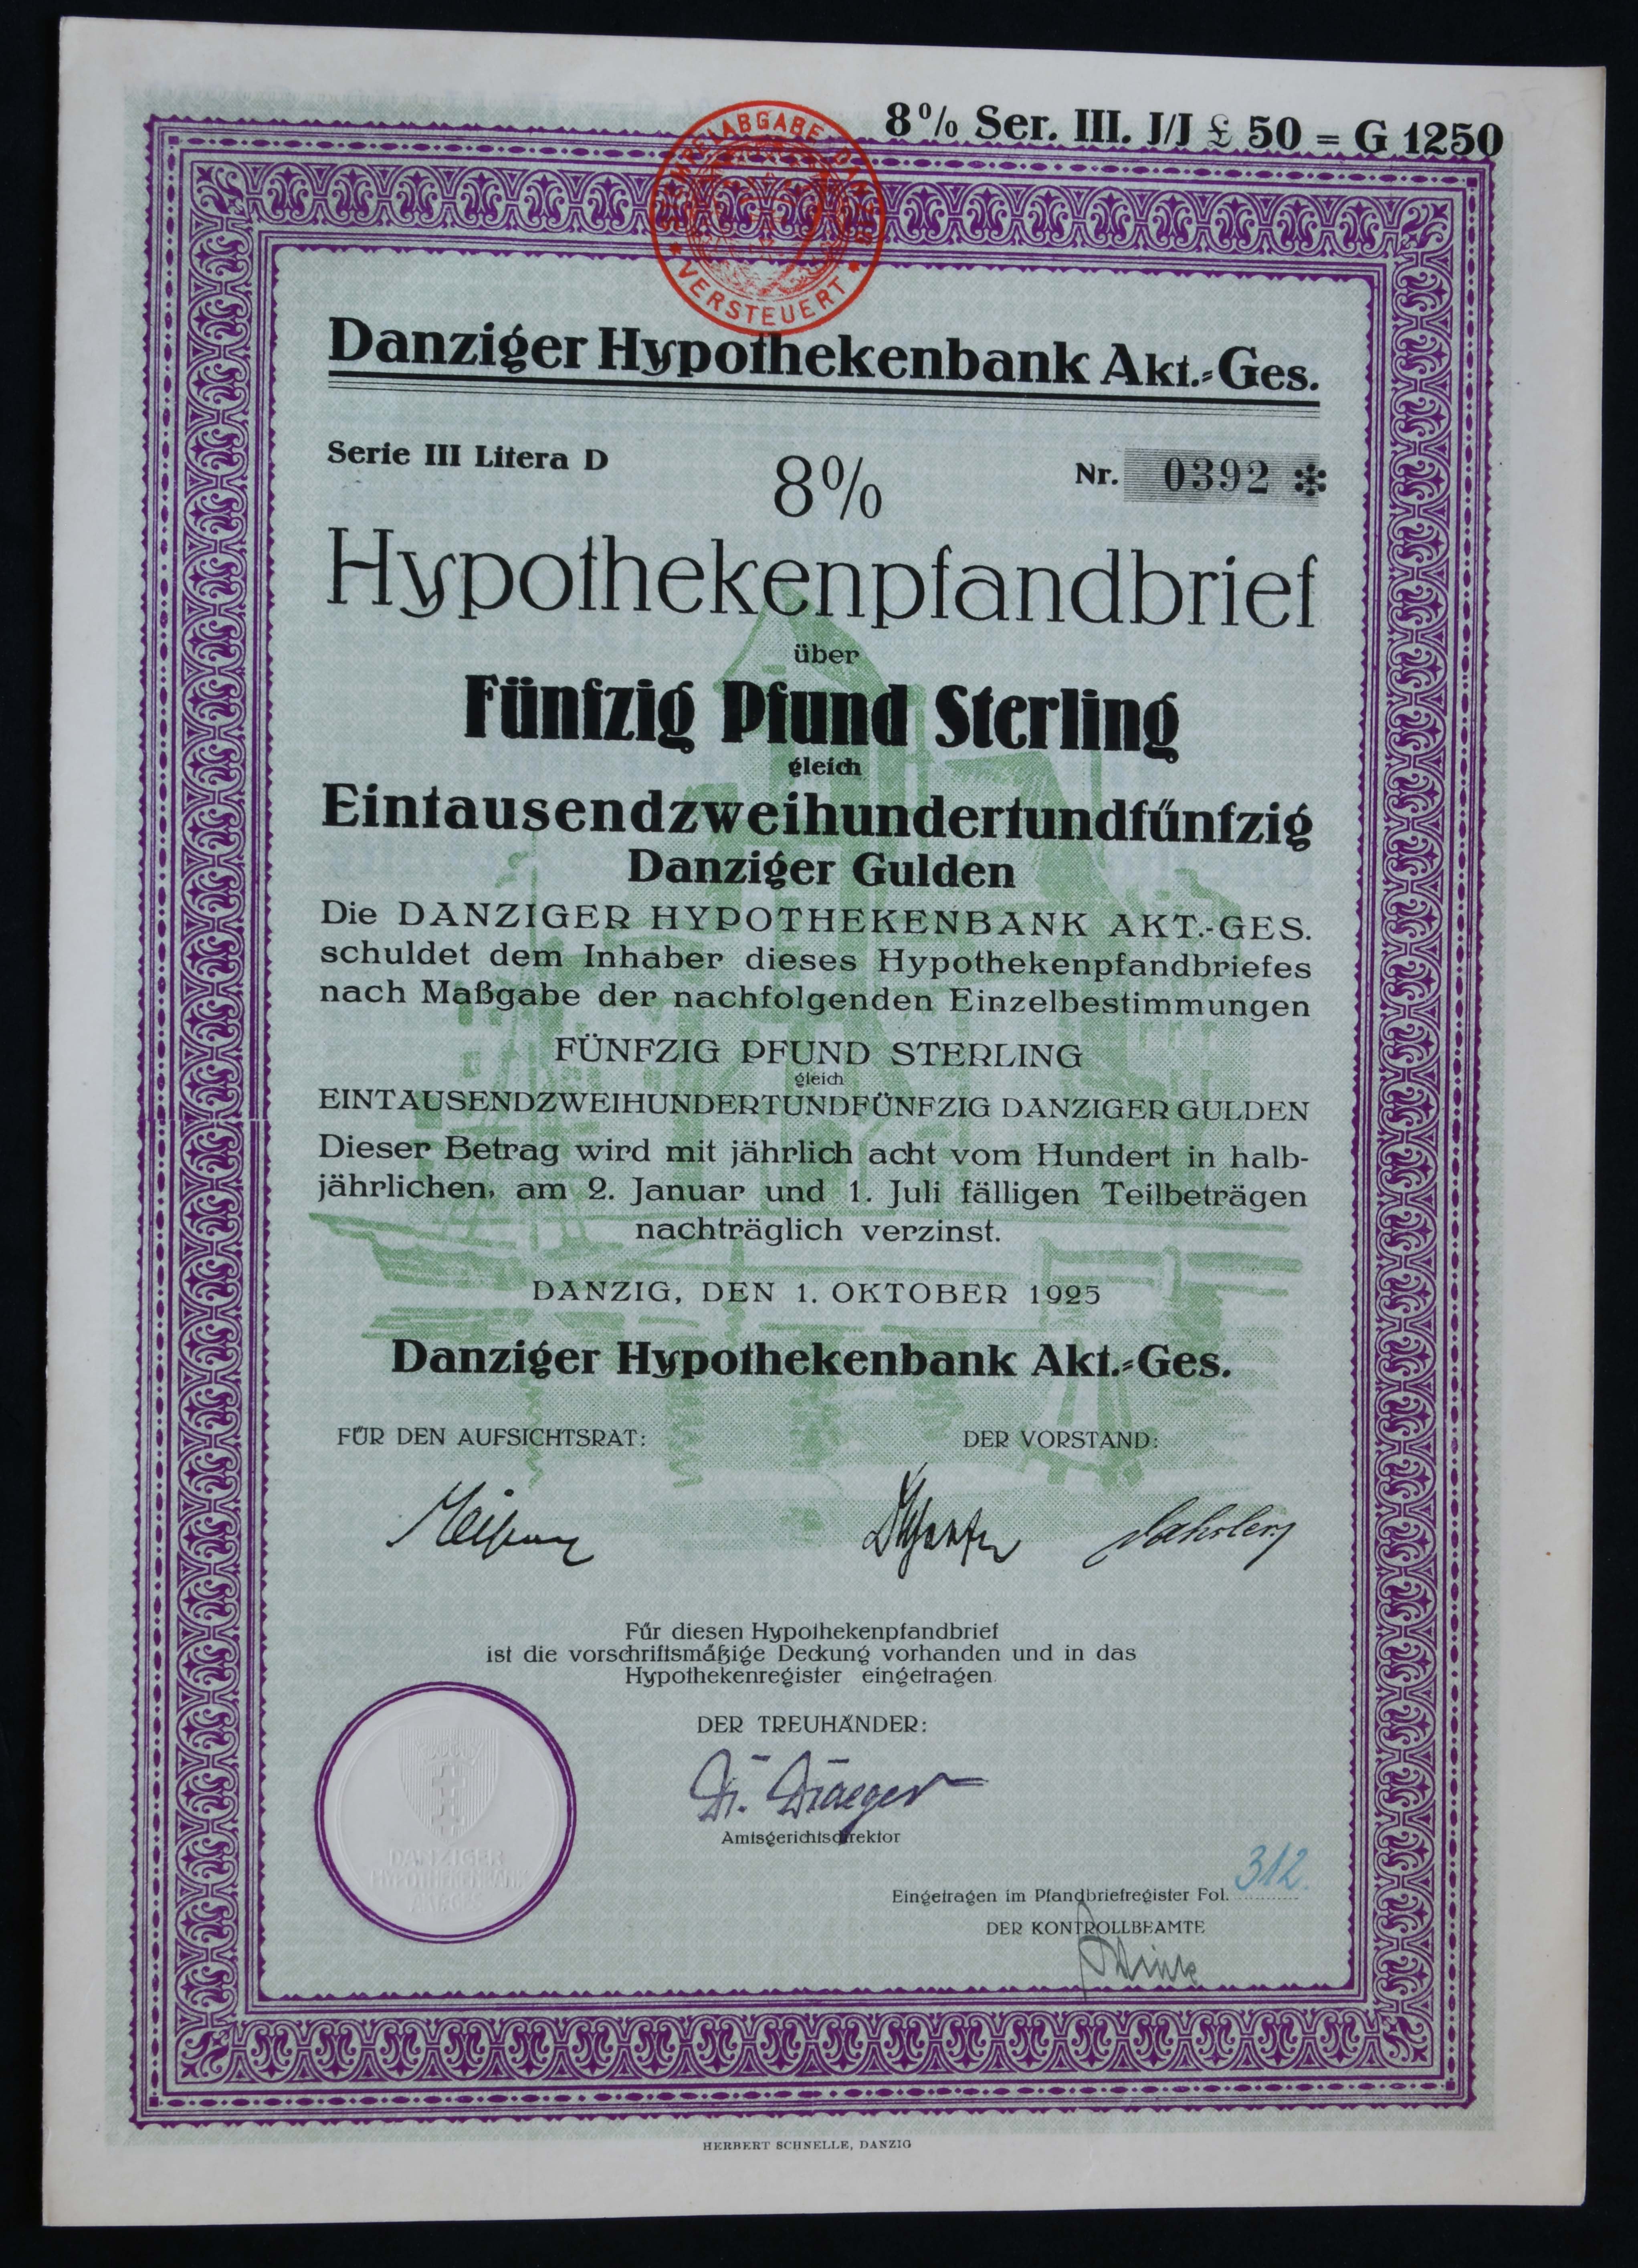 8% Ser. III. J/J £ 50 = G 1250
STEMPELABGABE DANZIG
* VERSTEUERT *
Danziger Hypothekenbank Akt.-Ges.
Serie III Litera D
8%
Nr. 0392 *
Hypothekenpfandbrief
über
Fünfzig Pfund Sterling
gleich
Eintausendzweihundertundfünfzig
Danziger Gulden
Die DANZIGER HYPOTHEKENBANK AKT.-GES.
schuldet dem Inhaber dieses Hypothekenpfandbriefes
nach Maßgabe der nachfolgenden Einzelbestimmungen
FÜNFZIG PFUND STERLING
gleich
EINTAUSENDZWEIHUNDERTUNDFÜNFZIG DANZIGER GULDEN
Dieser Betrag wird mit jährlich acht vom Hundert in halb-
jährlichen, am 2. Januar und 1. Juli fälligen Teilbeträgen
nachträglich verzinst.
DANZIG, DEN 1. OKTOBER 1925
Danziger Hypothekenbank Akt.-Ges.
FÜR DEN AUFSICHTSRAT:
DER VORSTAND:
Für diesen Hypothekenpfandbrief
ist die vorschriftsmäßige Deckung vorhanden und in das
Hypothekenregister eingetragen.
DER TREUHÄNDER:
Dr. Draeger
Amtsgerichtsdirektor
DANZIGER
HYPOTHEKENBANK
AKT.GES
Eingetragen im Pfandbriefregister Fol. 312.
DER KONTROLLBEAMTE
HERBERT SCHNELLE, DANZIG